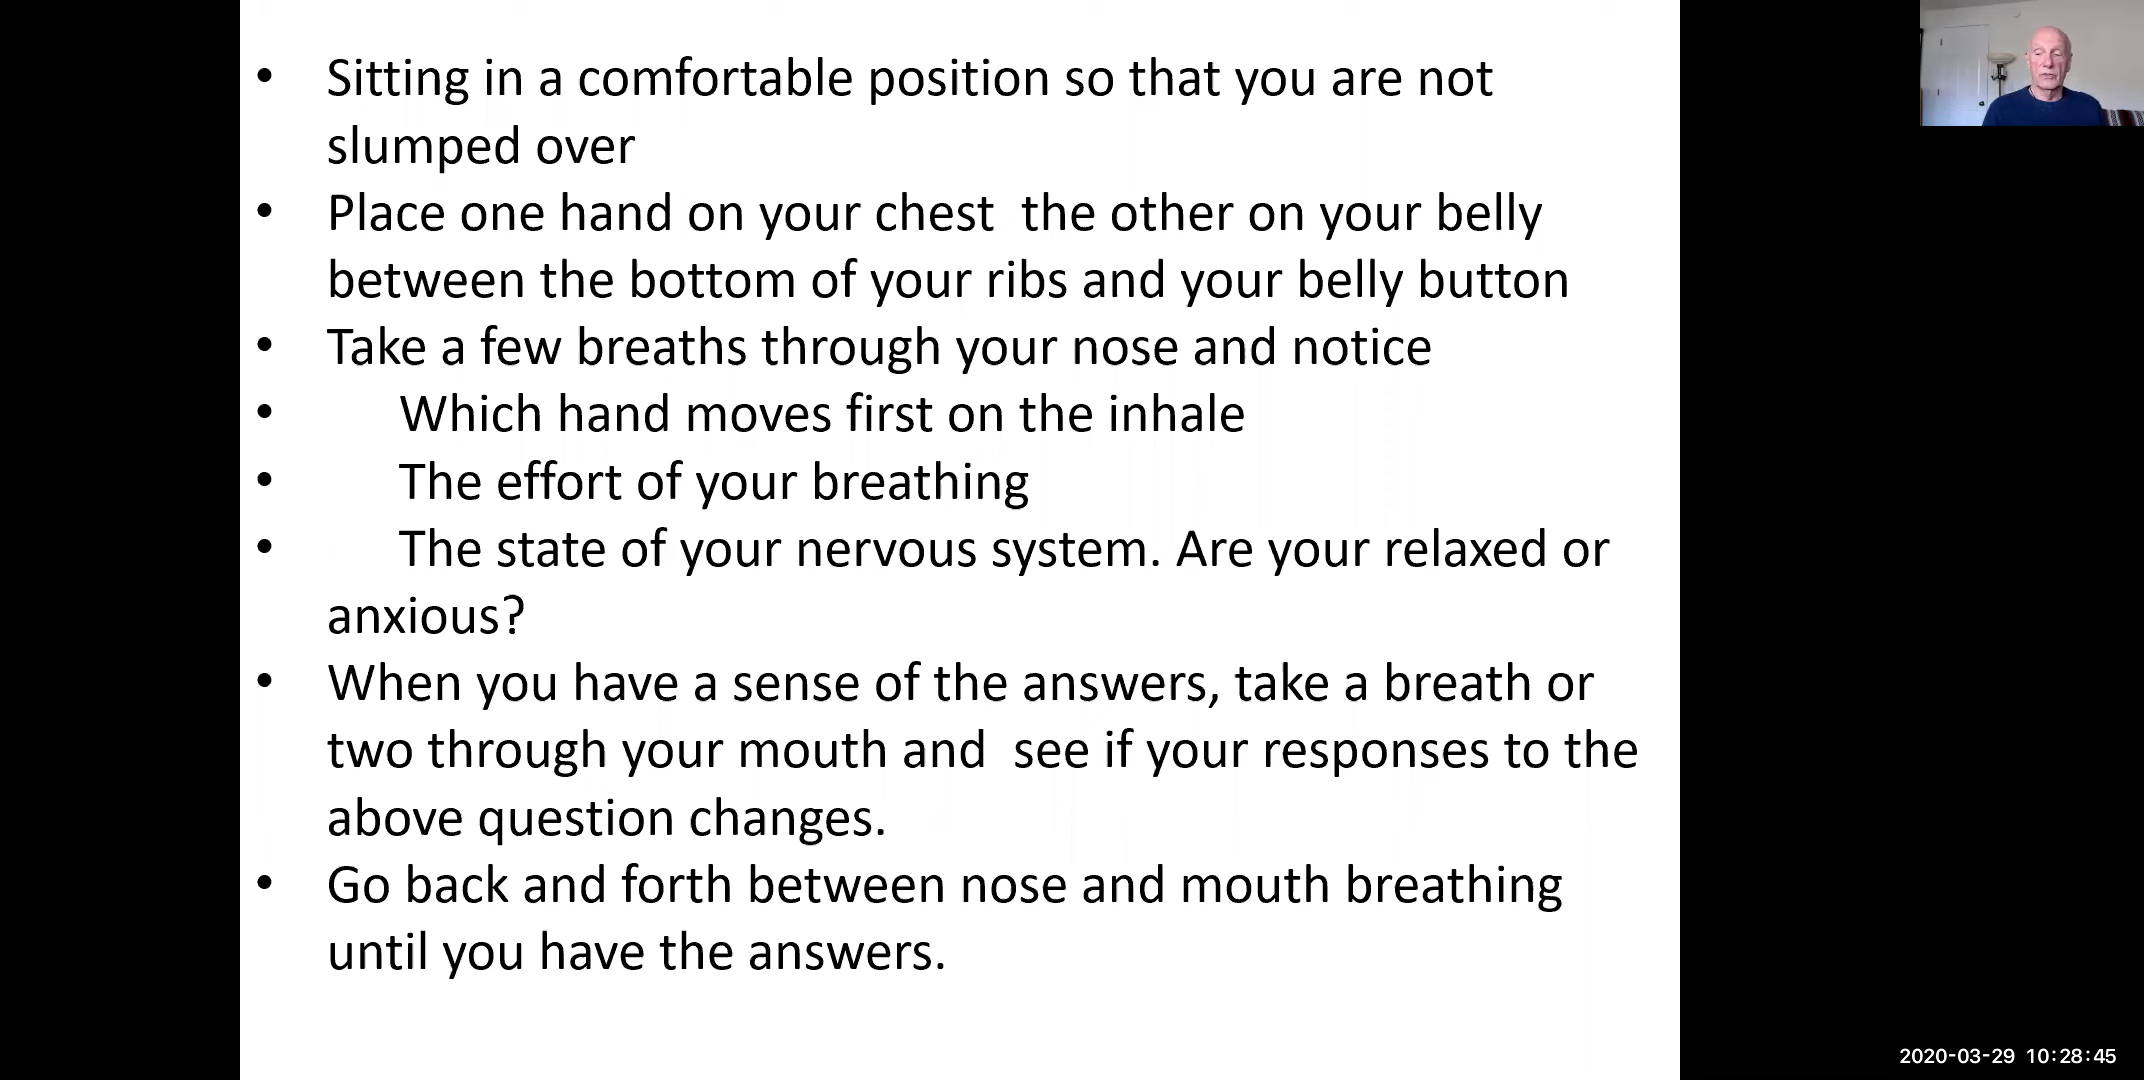 • Sitting in a comfortable position so that you are not
slumped over
• Place one hand on your chest  the other on your belly
between the bottom of your ribs and your belly button
• Take a few breaths through your nose and notice
• Which hand moves first on the inhale
• The effort of your breathing
• The state of your nervous system. Are your relaxed or
anxious?
• When you have a sense of the answers, take a breath or
two through your mouth and  see if your responses to the
above question changes.
• Go back and forth between nose and mouth breathing
until you have the answers.
2020-03-29 10:28:45